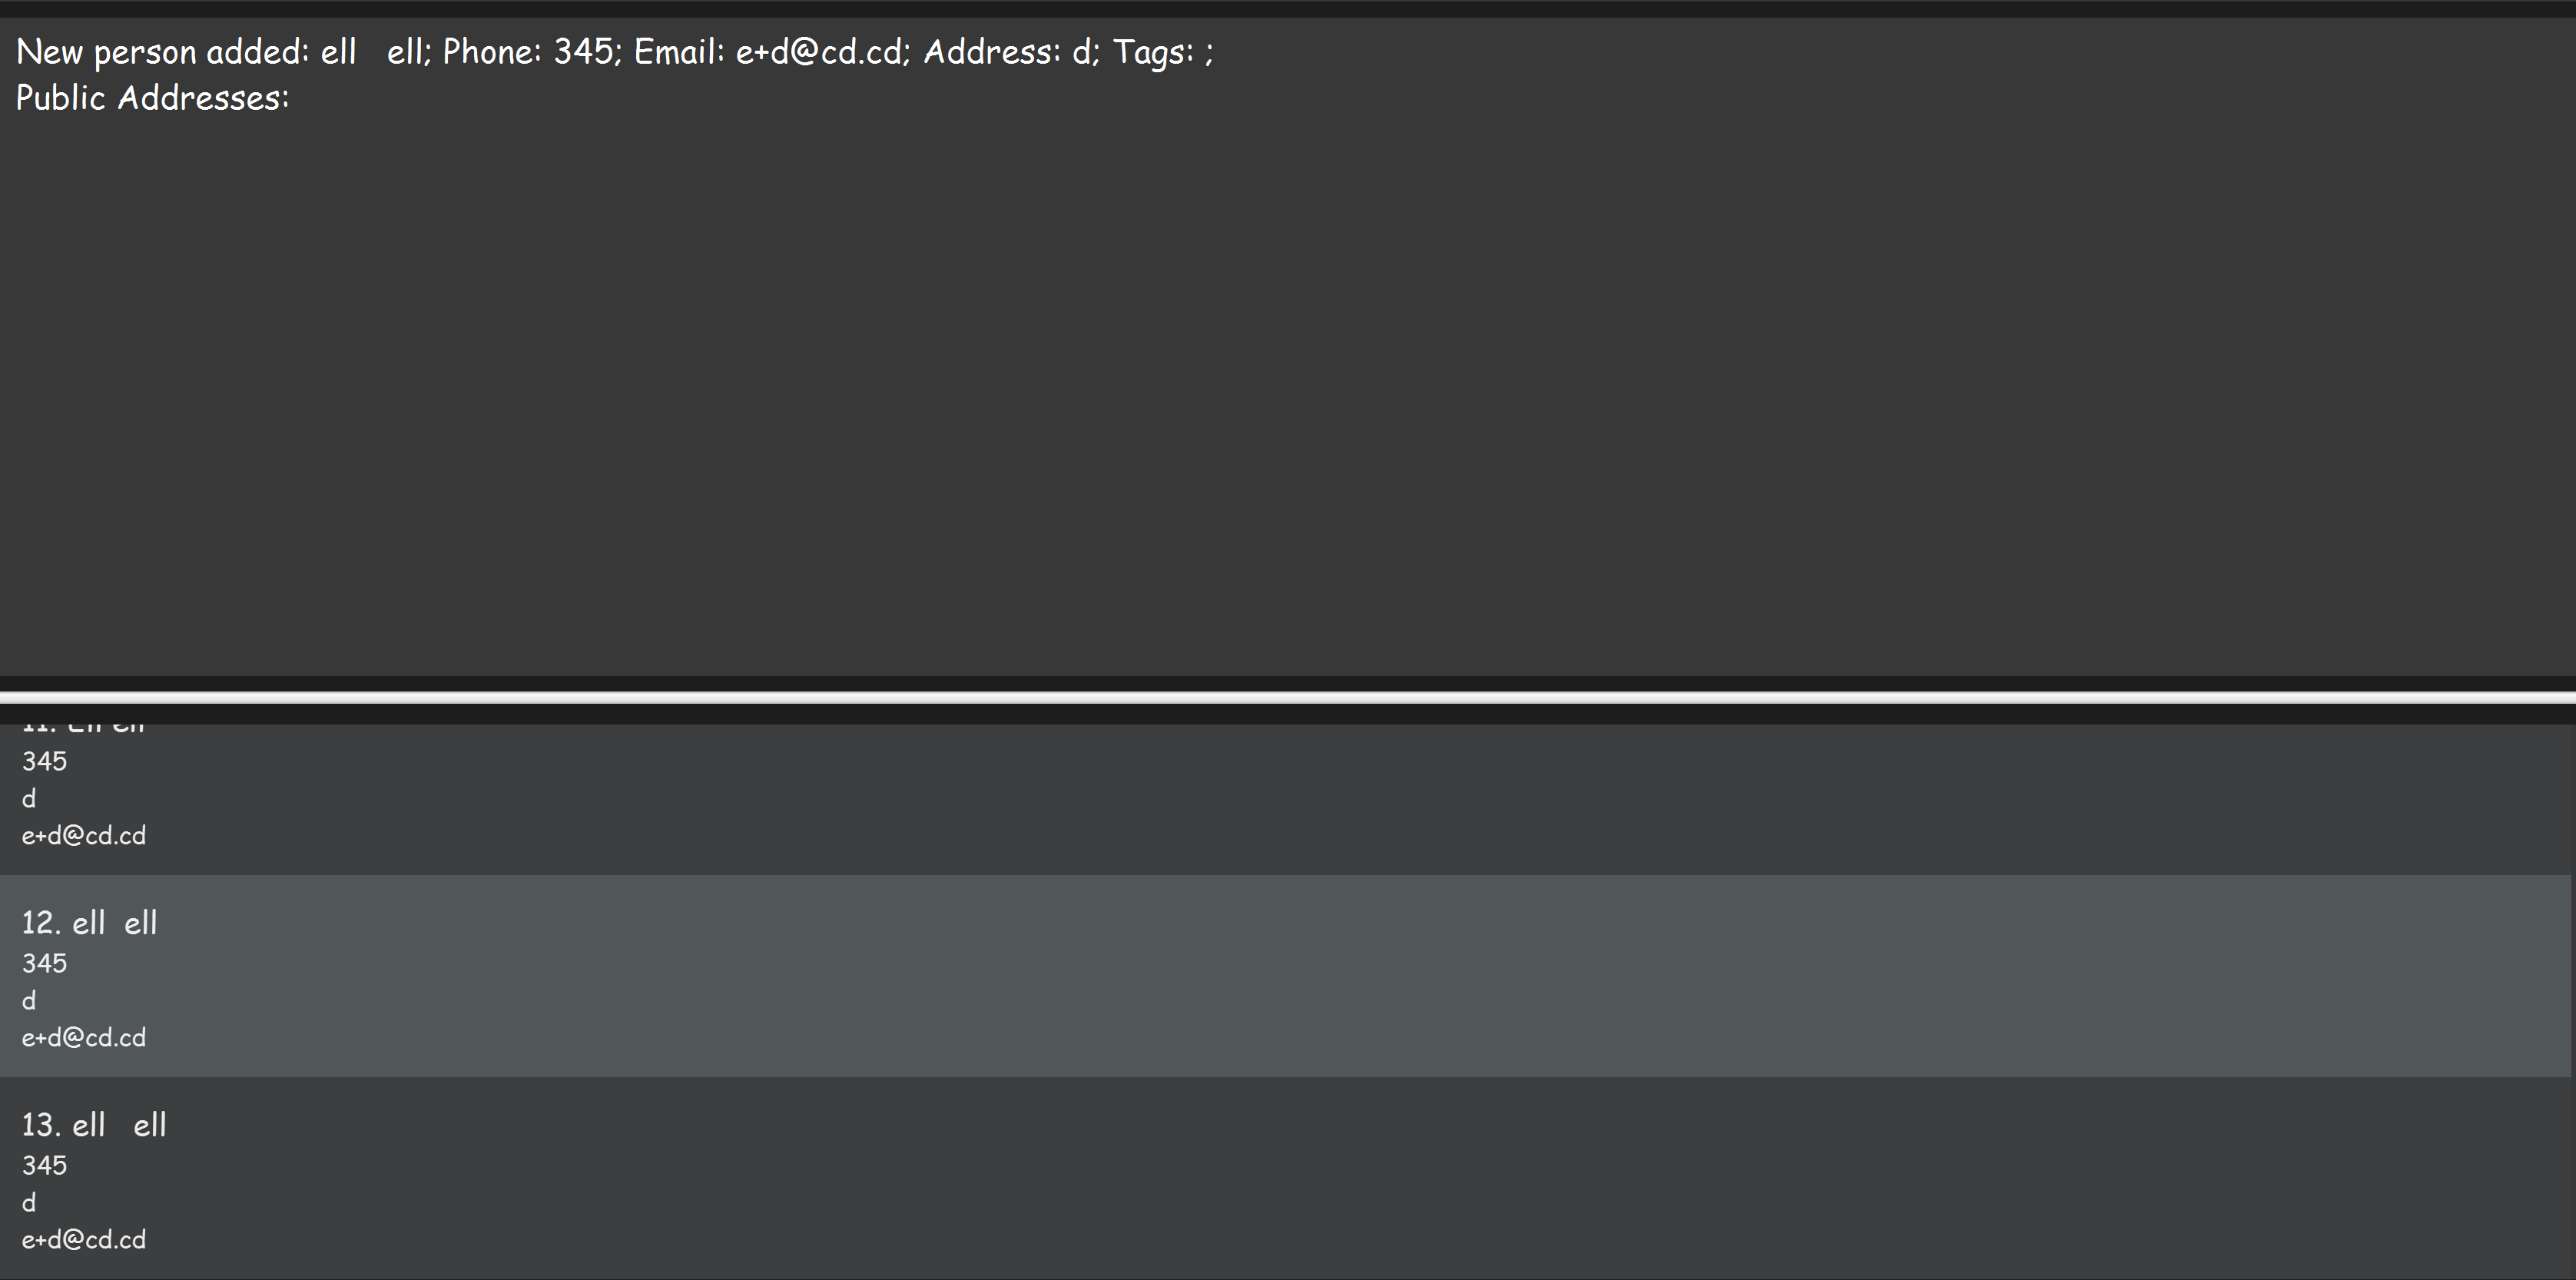 New person added: ell   ell; Phone: 345; Email: e+d@cd.cd; Address: d; Tags: ;
Public Addresses:
345
d
e+d@cd.cd
12. ell  ell
345
d
e+d@cd.cd
13. ell   ell
345
d
e+d@cd.cd